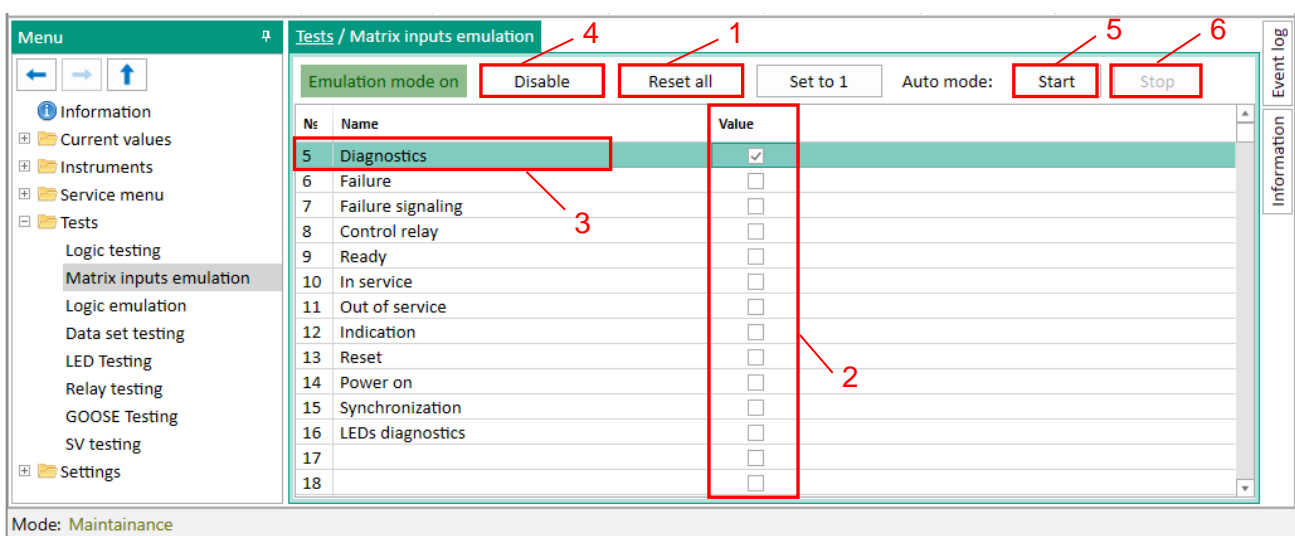 Menu
Tests / Matrix inputs emulation
4
1
5
6
Emulation mode on Disable Reset all Set to 1 Auto mode: Start Stop
Information
Current values
Instruments
Service menu
Tests
Logic testing
Matrix inputs emulation
Logic emulation
Data set testing
LED Testing
Relay testing
GOOSE Testing
SV testing
Settings
№ Name Value
5 Diagnostics
6 Failure
7 Failure signaling
8 Control relay
9 Ready
10 In service
11 Out of service
12 Indication
13 Reset
14 Power on
15 Synchronization
16 LEDs diagnostics
17
18
3
2
Event log
Information
Mode: Maintainance